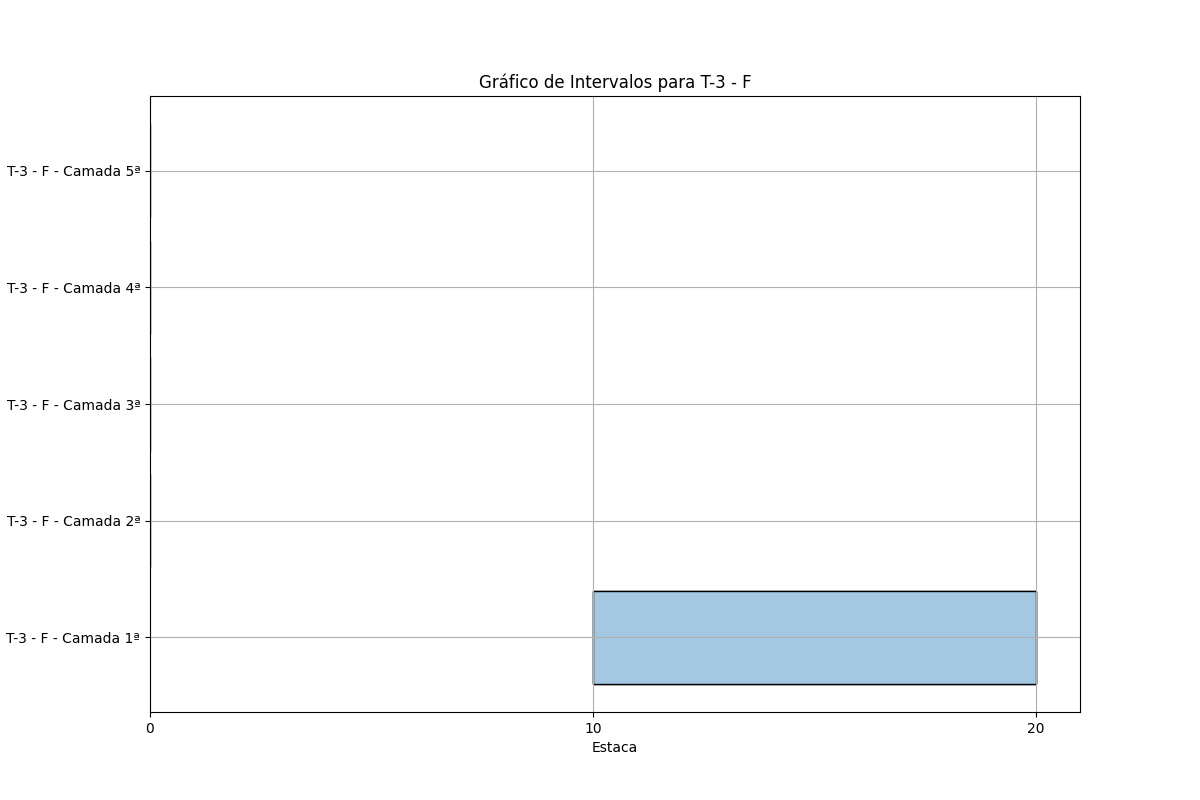 Gráfico de Intervalos para T-3 - F
T-3 - F - Camada 5ª
T-3 - F - Camada 4ª
T-3 - F - Camada 3ª
T-3 - F - Camada 2ª
T-3 - F - Camada 1ª
0 10 20
Estaca